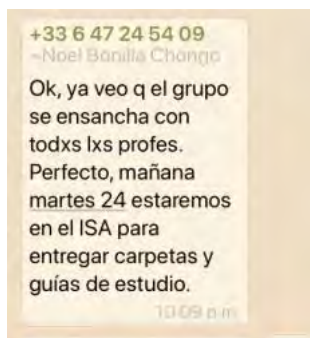 +33 6 47 24 54 09
~Noel Bonilla Chongo
Ok, ya veo q el grupo
se ensancha con
todxs lxs profes.
Perfecto, mañana
martes 24 estaremos
en el ISA para
entregar carpetas y
guías de estudio.
10:09 p.m.